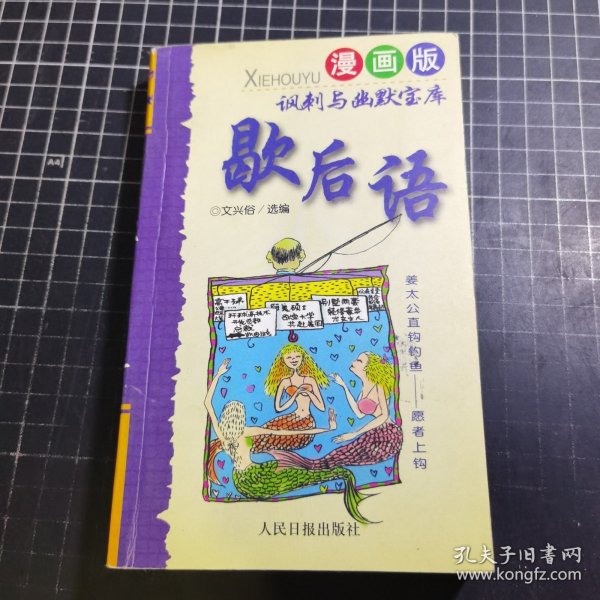 XIEHOUYU 漫画版
讽刺与幽默宝库
歇后语
◎文兴俗/选编
姜太公直钩钓鱼——愿者上钩
人民日报出版社
A4
孔夫子旧书网
www.kongfz.com